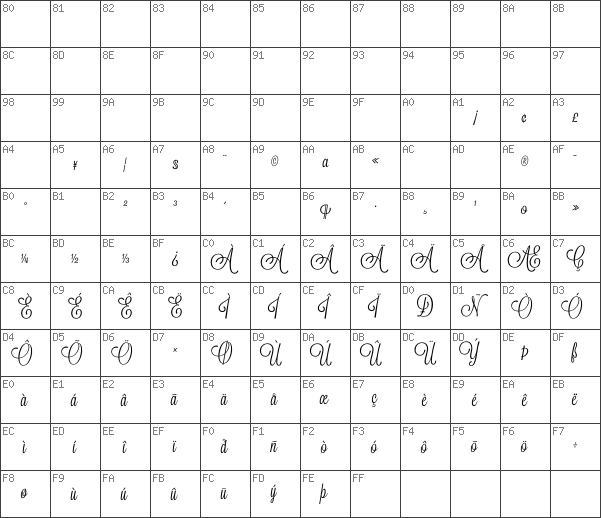 80 81 82 83 84 85 86 87 88 89 8A 8B
8C 8D 8E 8F 90 91 92 93 94 95 96 97
98 99 9A 9B 9C 9D 9E 9F A0 A1 A2 A3
¡ ¢ £
A4 A5 A6 A7 A8 A9 AA AB AC AD AE AF
¥ ¦ § ¨ © ª « ® ¯
B0 B1 B2 B3 B4 B5 B6 B7 B8 B9 BA BB
° ² ³ ´ ¶ · ¸ ¹ º »
BC BD BE BF C0 C1 C2 C3 C4 C5 C6 C7
¼ ½ ⅓ ¿ À Á Â Ã Ä Å Æ Ç
C8 C9 CA CB CC CD CE CF D0 D1 D2 D3
È É Ê Ë Ì Í Î Ï Ð Ñ Ò Ó
D4 D5 D6 D7 D8 D9 DA DB DC DD DE DF
Ô Õ Ö × Ø Ù Ú Û Ü Ý Þ ß
E0 E1 E2 E3 E4 E5 E6 E7 E8 E9 EA EB
à á â ã ä å æ ç è é ê ë
EC ED EE EF F0 F1 F2 F3 F4 F5 F6 F7
ì í î ï ð ñ ò ó ô õ ö ÷
F8 F9 FA FB FC FD FE FF
ø ù ú û ü ý þ